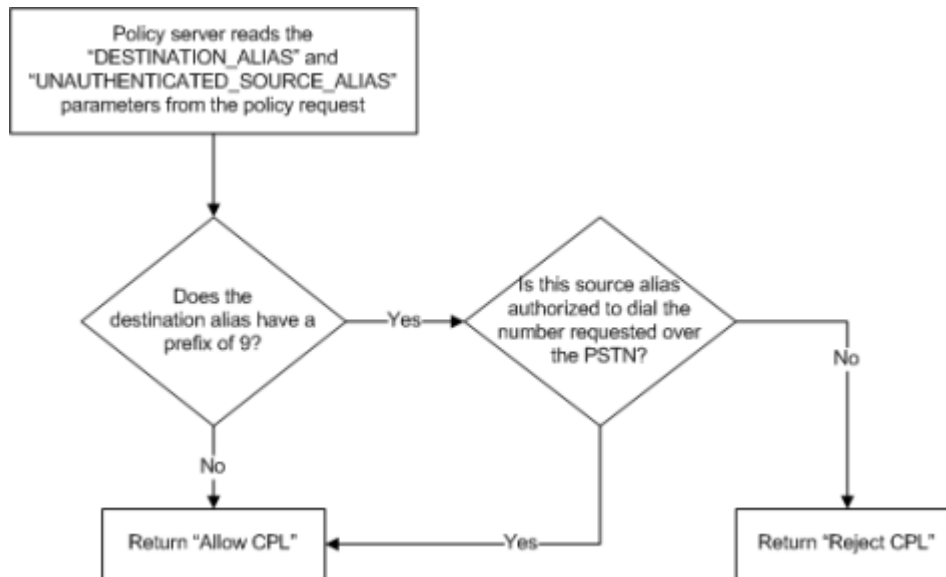 Policy server reads the
“DESTINATION_ALIAS” and
“UNAUTHENTICATED_SOURCE_ALIAS”
parameters from the policy request
Does the
destination alias have a
prefix of 9?
Yes
Is this source alias
authorized to dial the
number requested over
the PSTN?
No
No
Return “Allow CPL”
Yes
Return “Reject CPL”